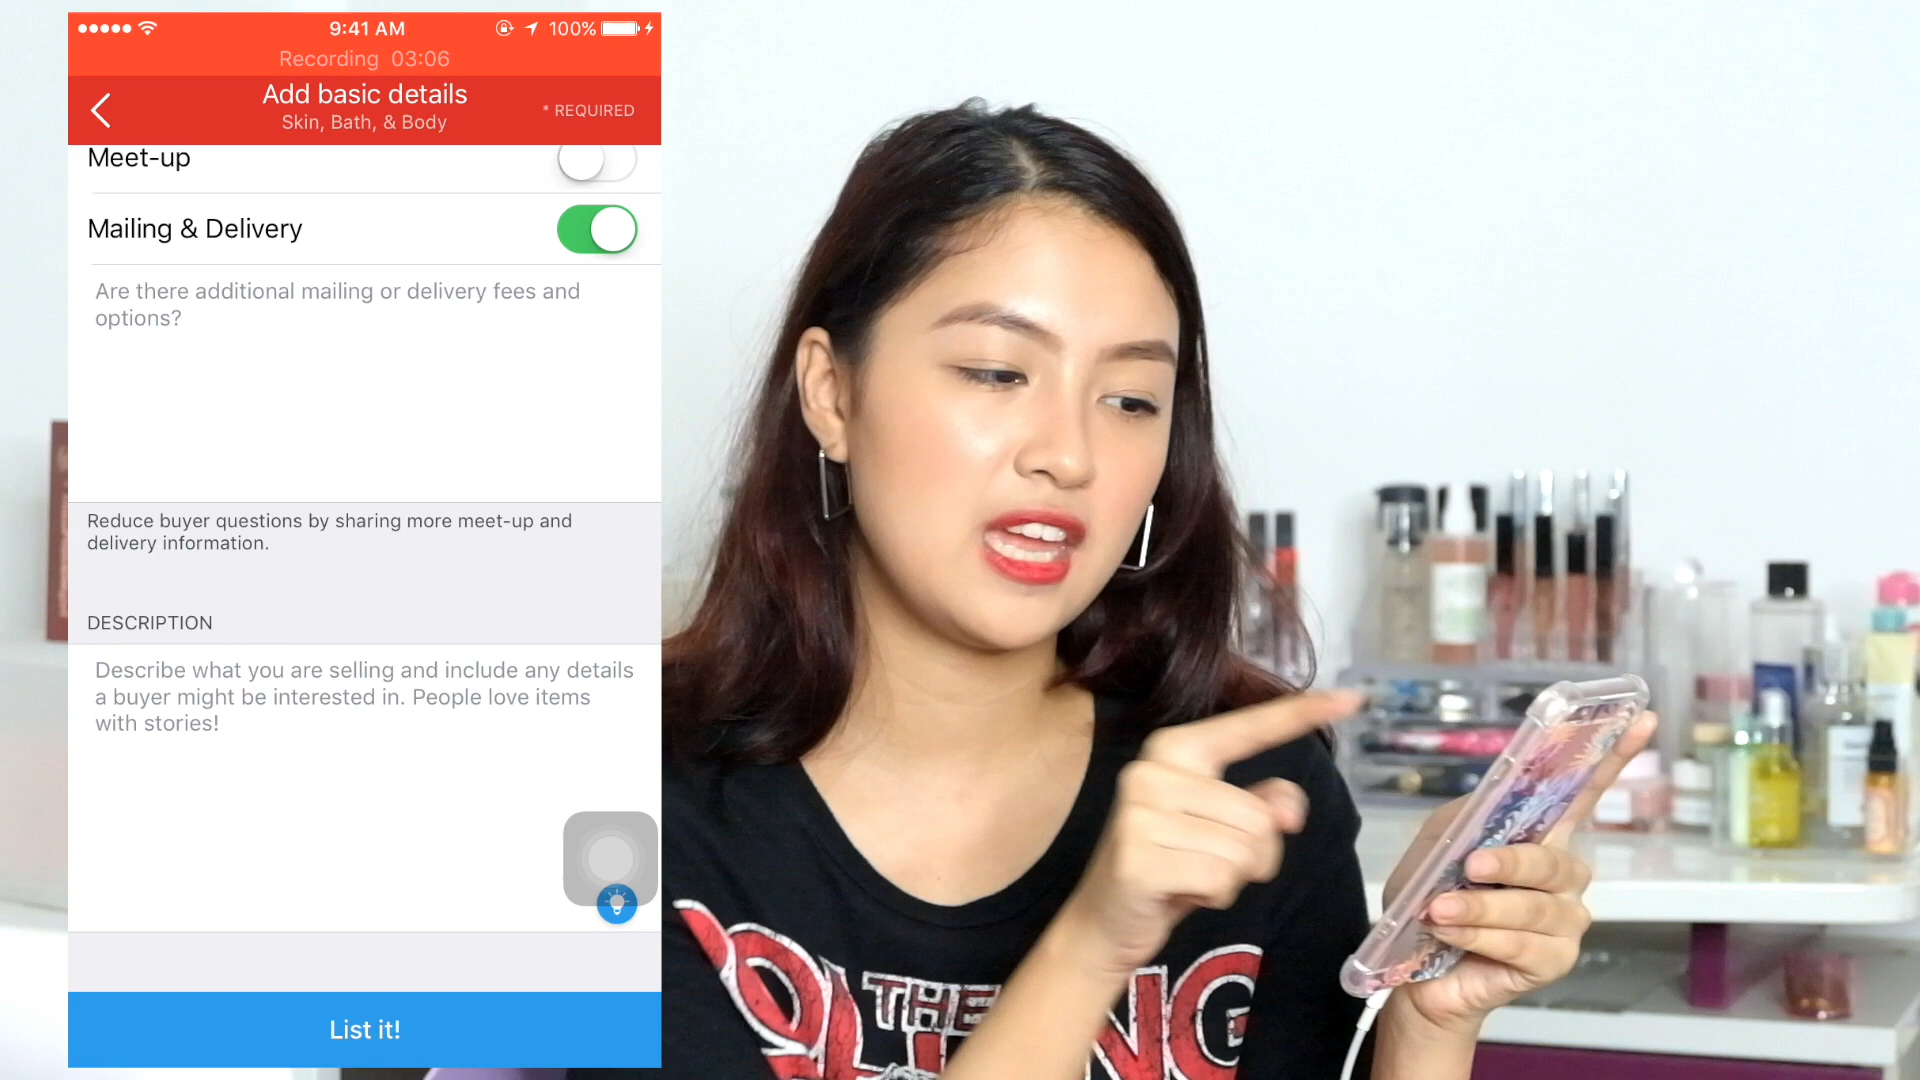 9:41 AM
100%
Recording 03:06
Add basic details
Skin, Bath, & Body
* REQUIRED
Meet-up
Mailing & Delivery
Are there additional mailing or delivery fees and
options?
Reduce buyer questions by sharing more meet-up and
delivery information.
DESCRIPTION
Describe what you are selling and include any details
a buyer might be interested in. People love items
with stories!
List it!
THE